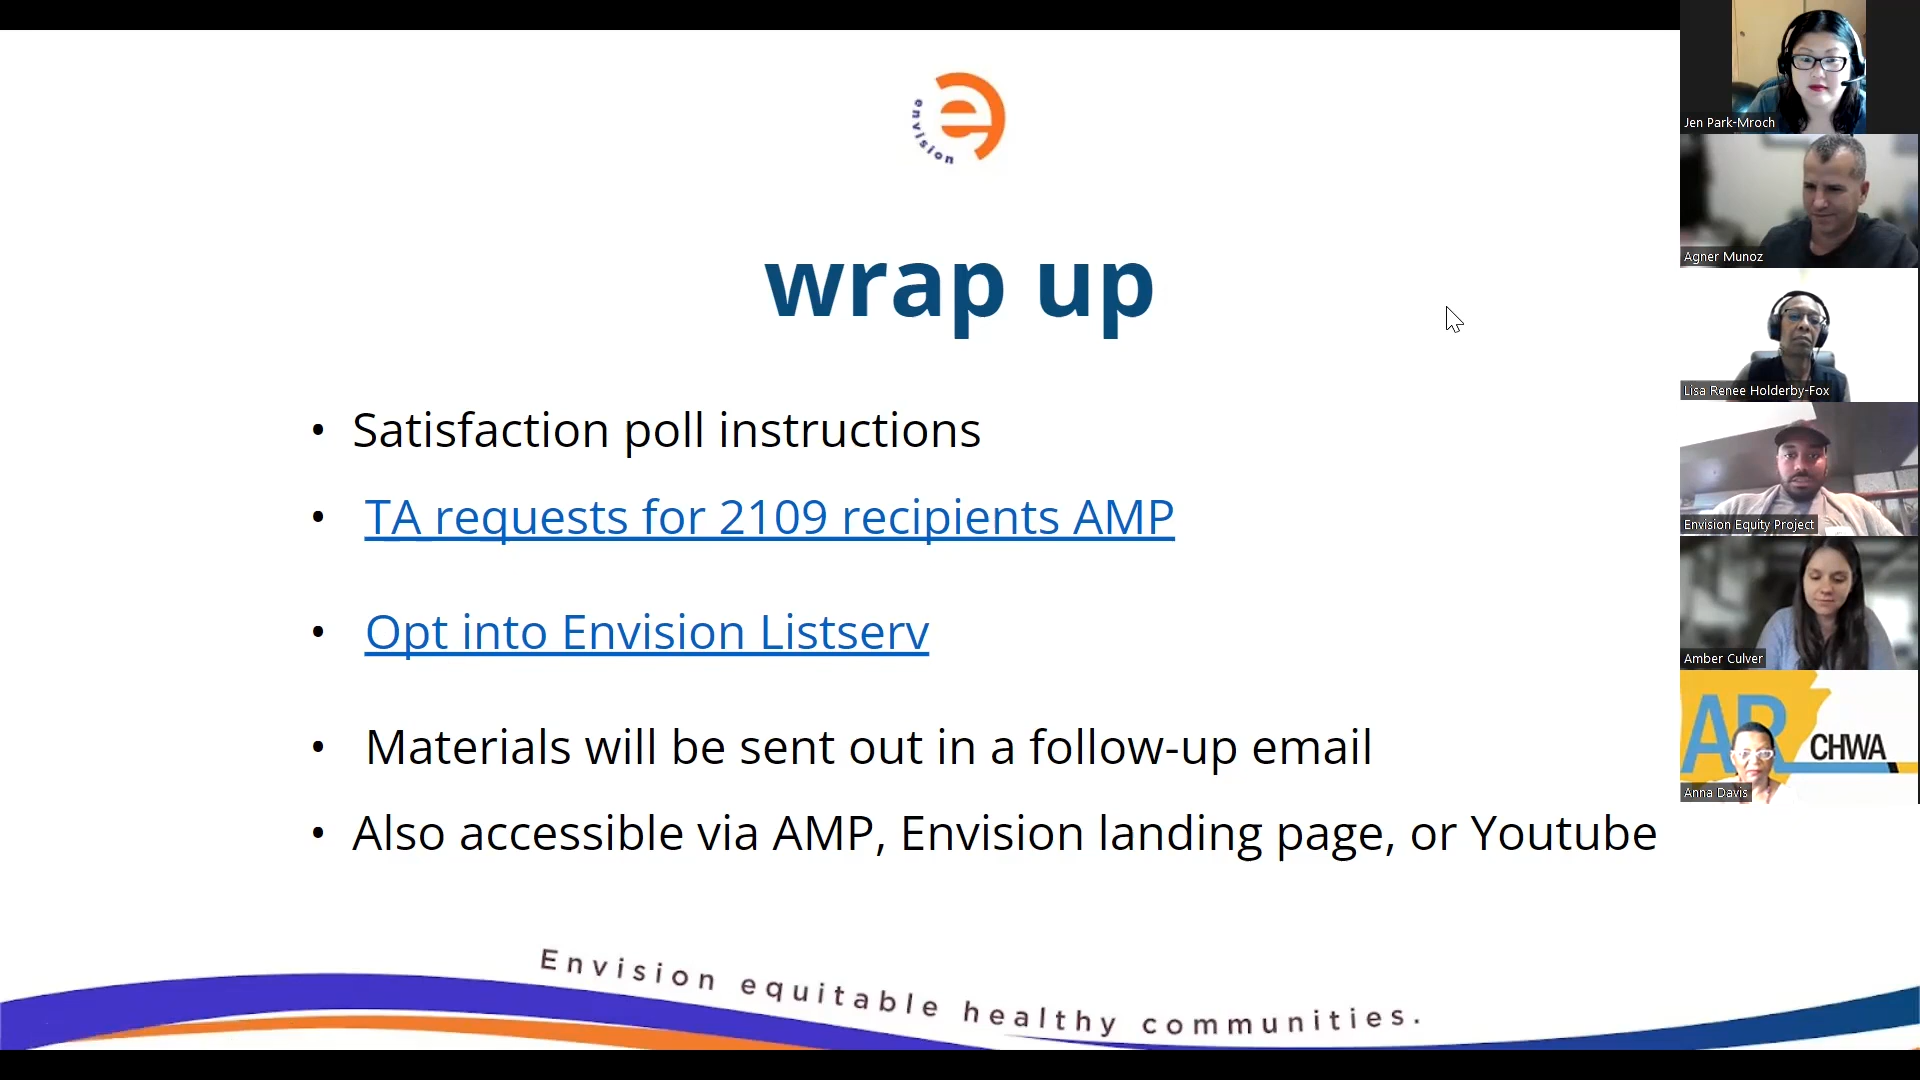 envision
wrap up
• Satisfaction poll instructions
• TA requests for 2109 recipients AMP
• Opt into Envision Listserv
• Materials will be sent out in a follow-up email
• Also accessible via AMP, Envision landing page, or Youtube
Envision equitable healthy communities.
Jen Park-Mroch
Agner Munoz
Lisa Renee Holderby-Fox
Envision Equity Project
Amber Culver
AR
CHWA
Anna Davis